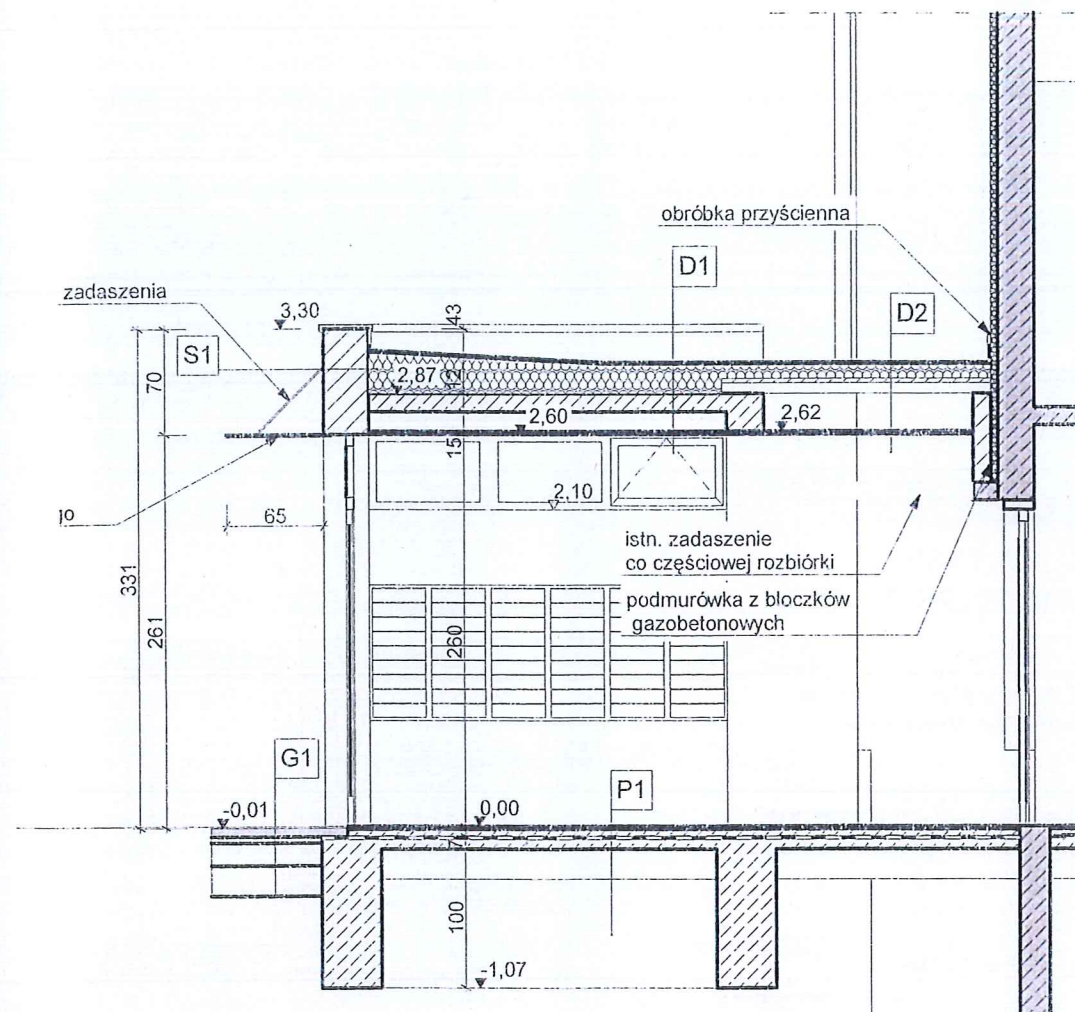 obróbka przyścienna
D1
zadaszenia
3,30
43
D2
S1
70
2,87
12
2,60
2,62
15
2,10
65
istn. zadaszenie
co częściowej rozbiórki
podmurówka z bloczków
gazobetonowych
331
261
260
G1
P1
-0,01
0,00
7
100
-1,07